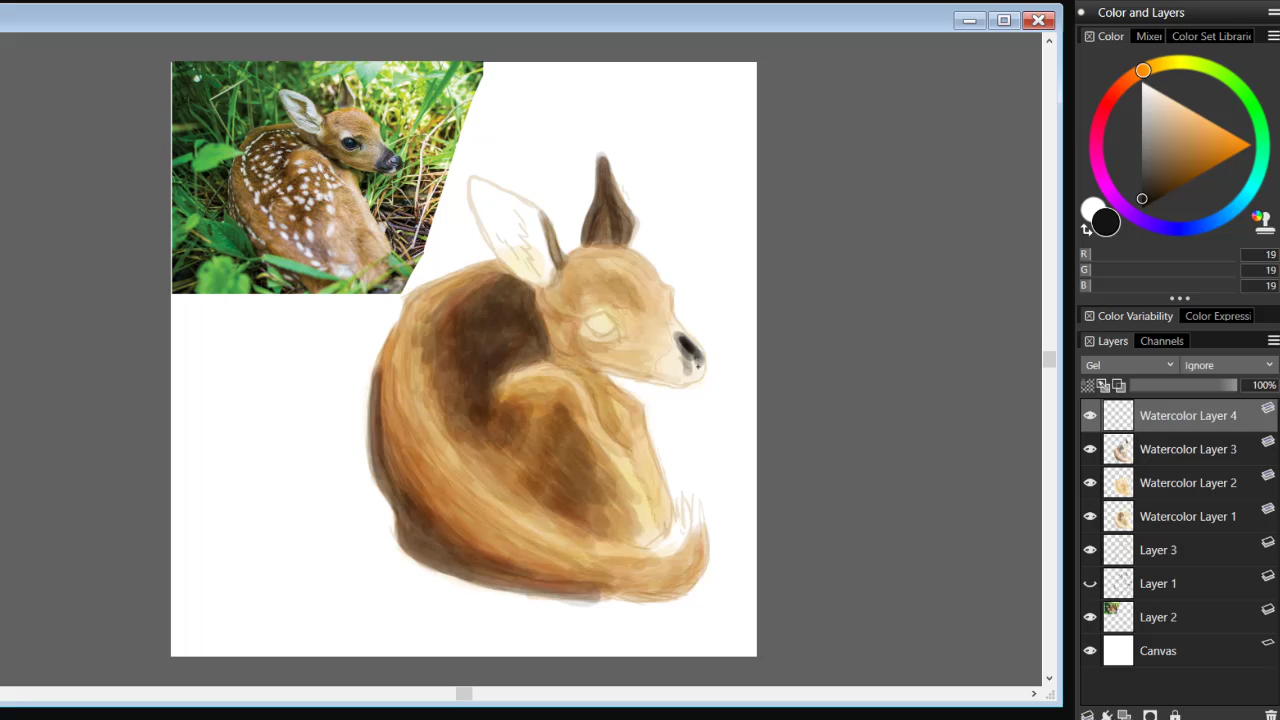 Color and Layers
Color
Mixer
Color Set Librarie
R 19
G 19
B 19
Color Variability
Color Expressi
Layers
Channels
Gel
Ignore
100%
Watercolor Layer 4
Watercolor Layer 3
Watercolor Layer 2
Watercolor Layer 1
Layer 3
Layer 1
Layer 2
Canvas